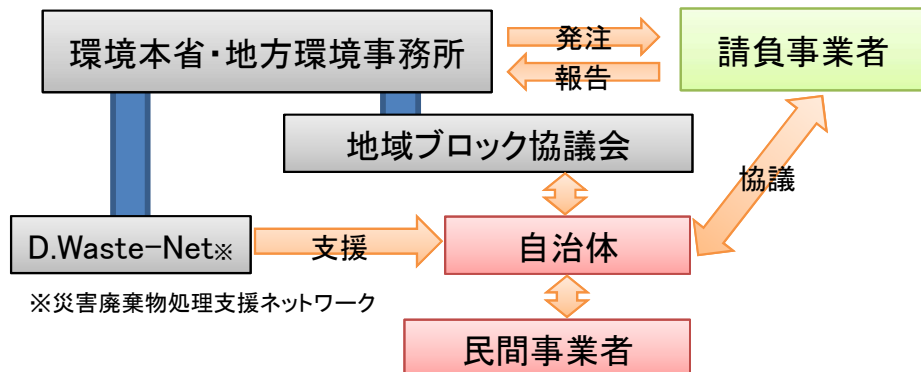 環境本省・地方環境事務所
発注
報告
請負事業者
地域ブロック協議会
協議
D.Waste-Net※
支援
自治体
※災害廃棄物処理支援ネットワーク
民間事業者